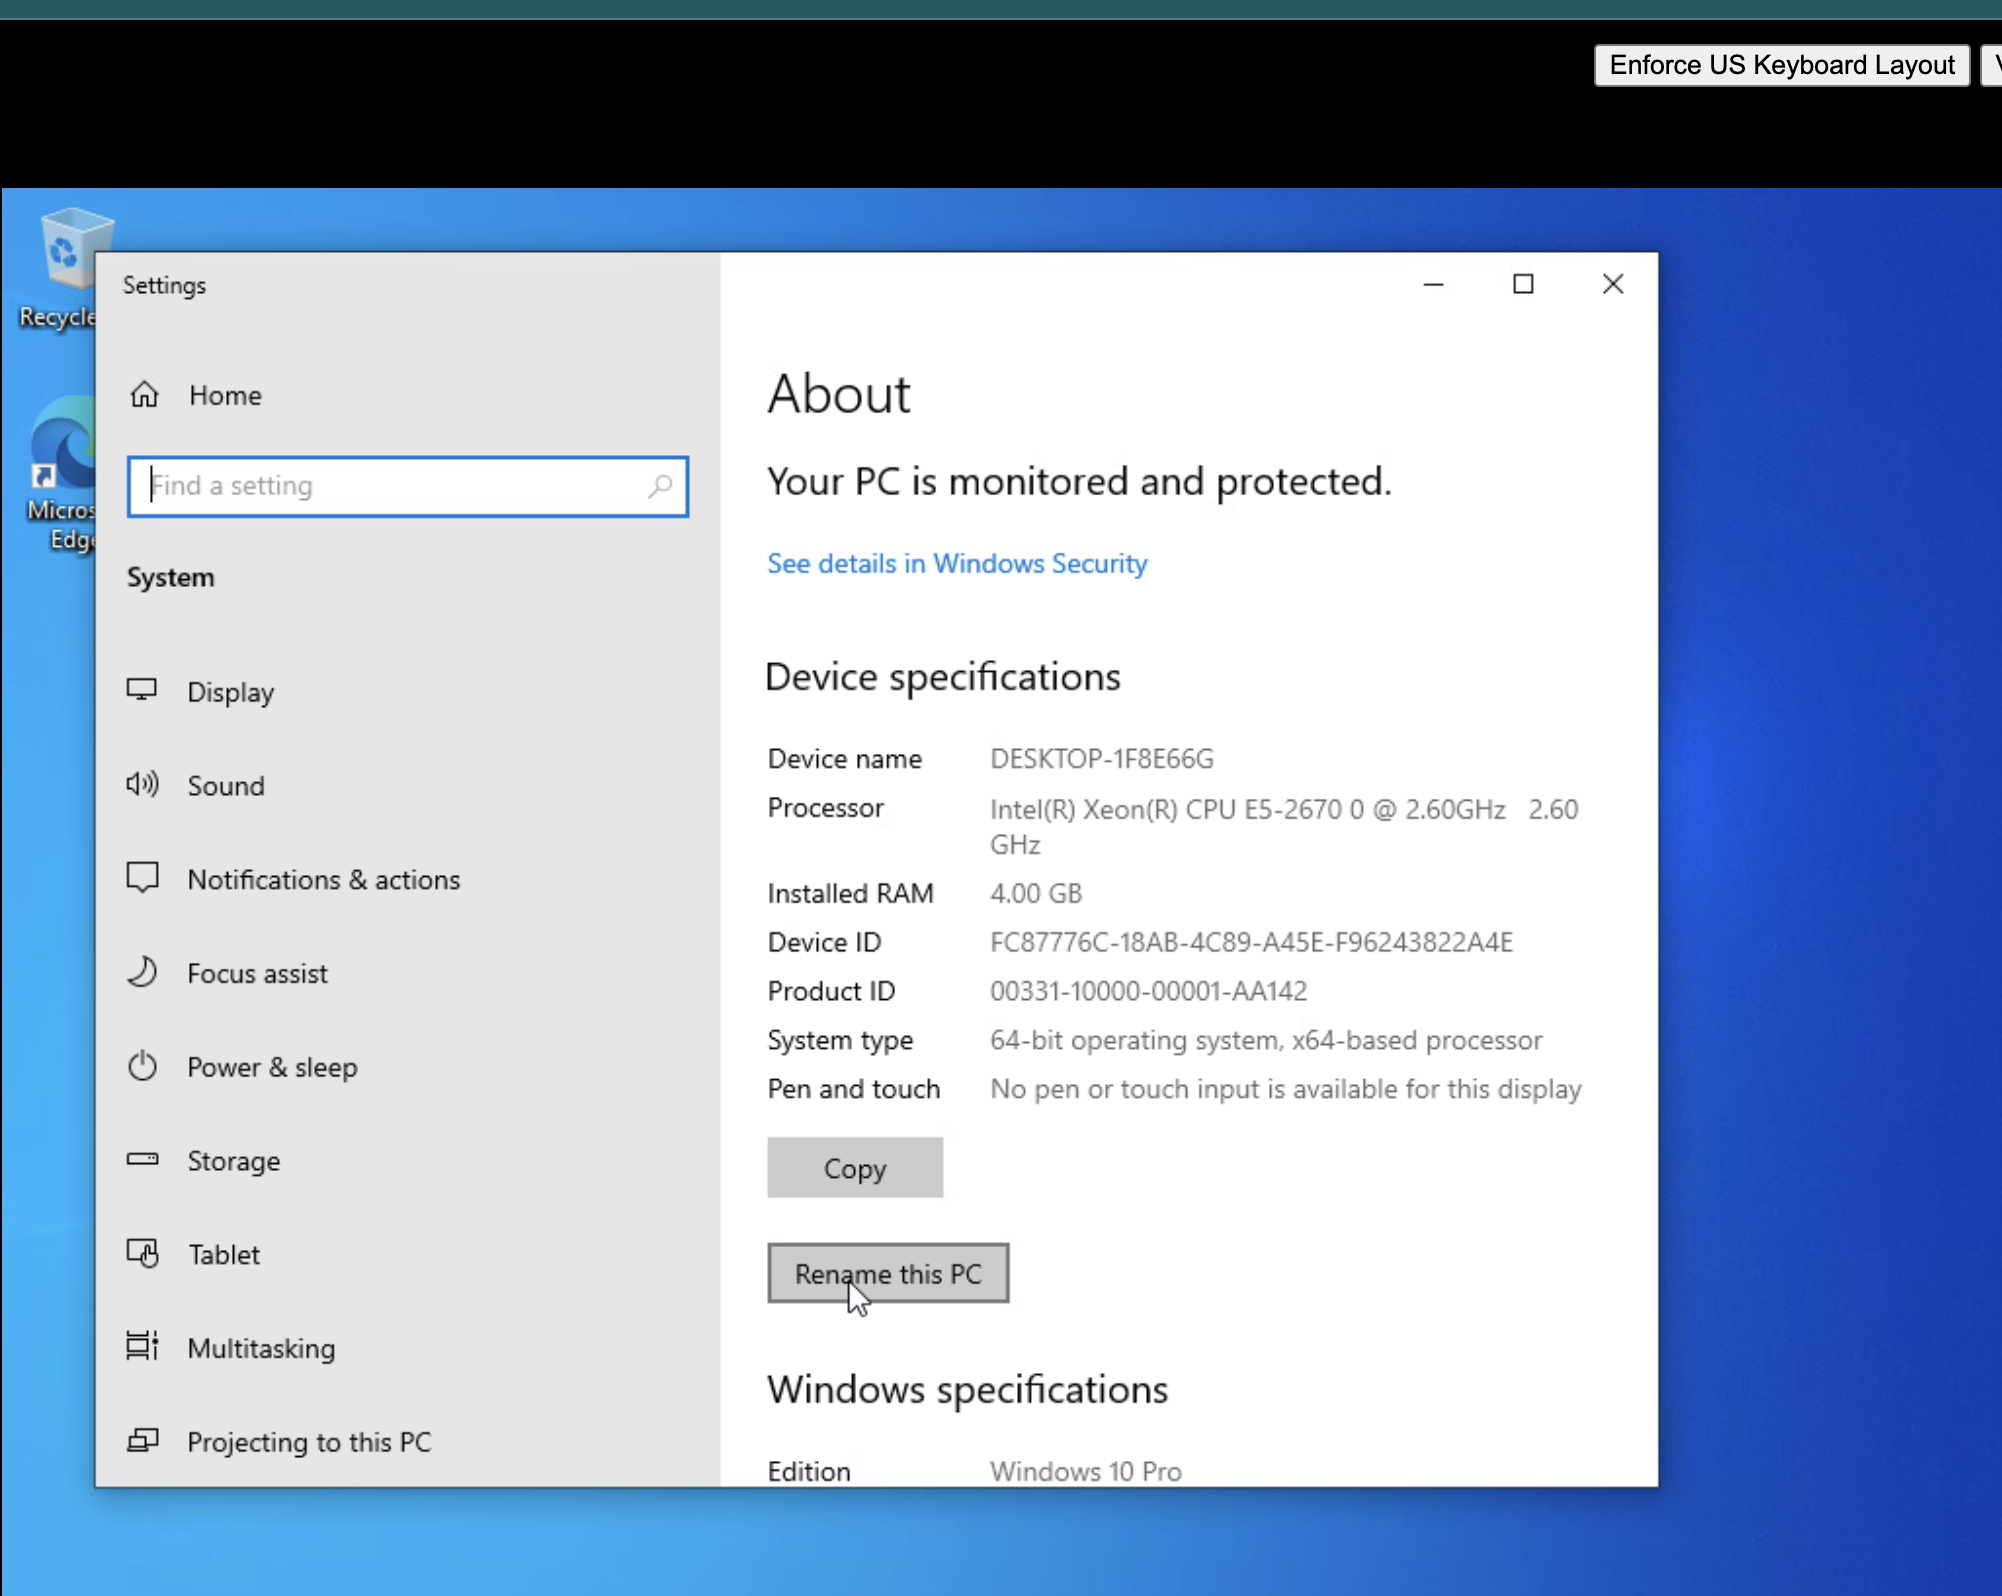 Enforce US Keyboard Layout
Recycle
Micros
Edge
Settings
Home
Find a setting
System
Display
Sound
Notifications & actions
Focus assist
Power & sleep
Storage
Tablet
Multitasking
Projecting to this PC
About
Your PC is monitored and protected.
See details in Windows Security
Device specifications
Device name DESKTOP-1F8E66G
Processor Intel(R) Xeon(R) CPU E5-2670 0 @ 2.60GHz 2.60
GHz
Installed RAM 4.00 GB
Device ID FC87776C-18AB-4C89-A45E-F96243822A4E
Product ID 00331-10000-00001-AA142
System type 64-bit operating system, x64-based processor
Pen and touch No pen or touch input is available for this display
Copy
Rename this PC
Windows specifications
Edition Windows 10 Pro